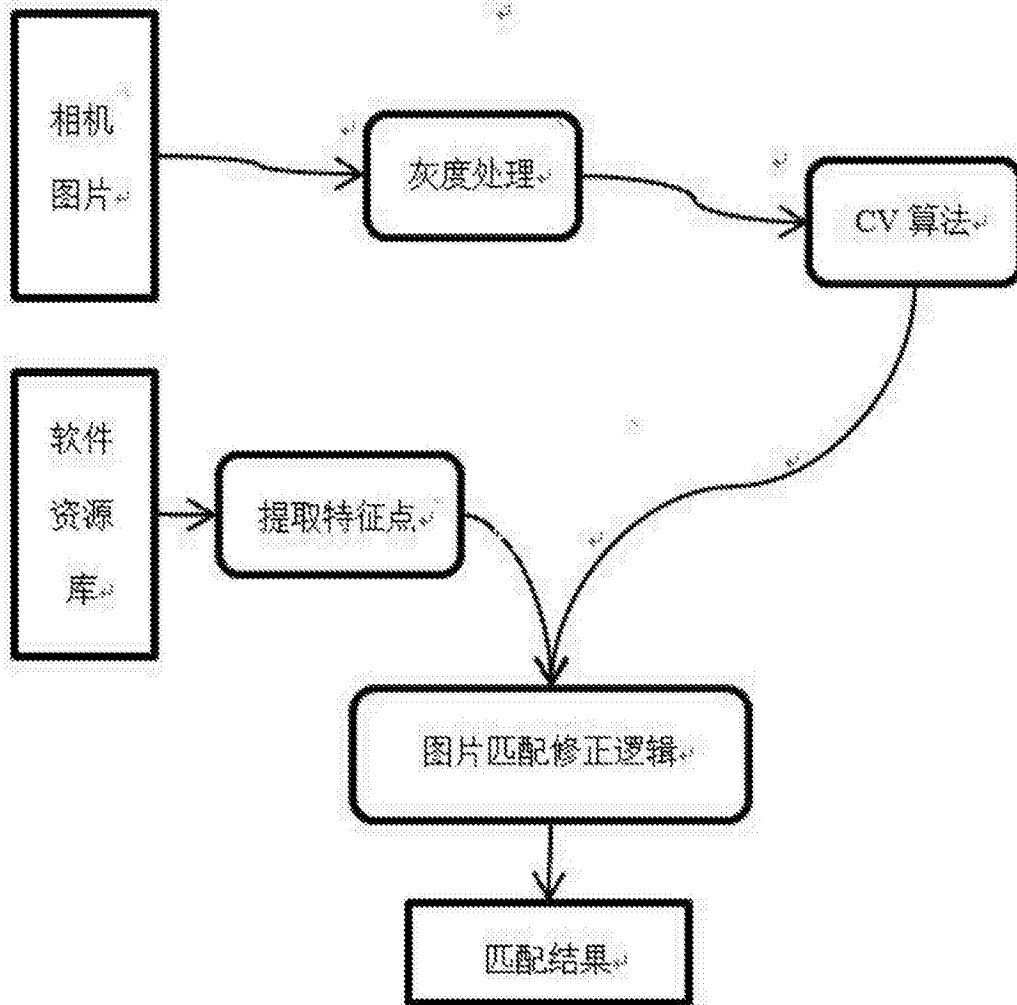 相机
图片
灰度处理
CV 算法
软件
资源
库
提取特征点
图片匹配修正逻辑
匹配结果